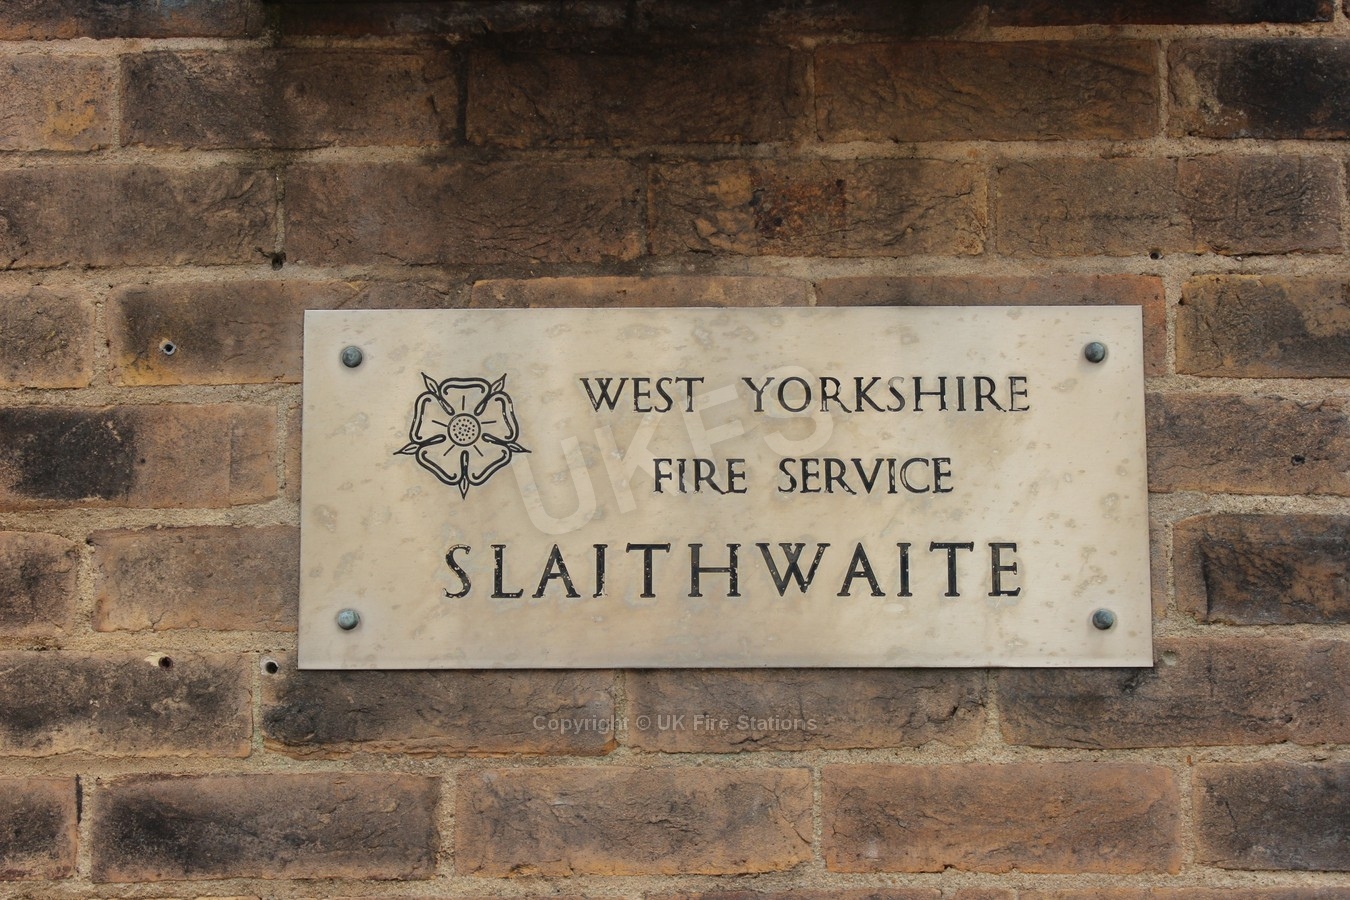 WEST YORKSHIRE
FIRE SERVICE
SLAITHWAITE
UKFS
Copyright © UK Fire Stations